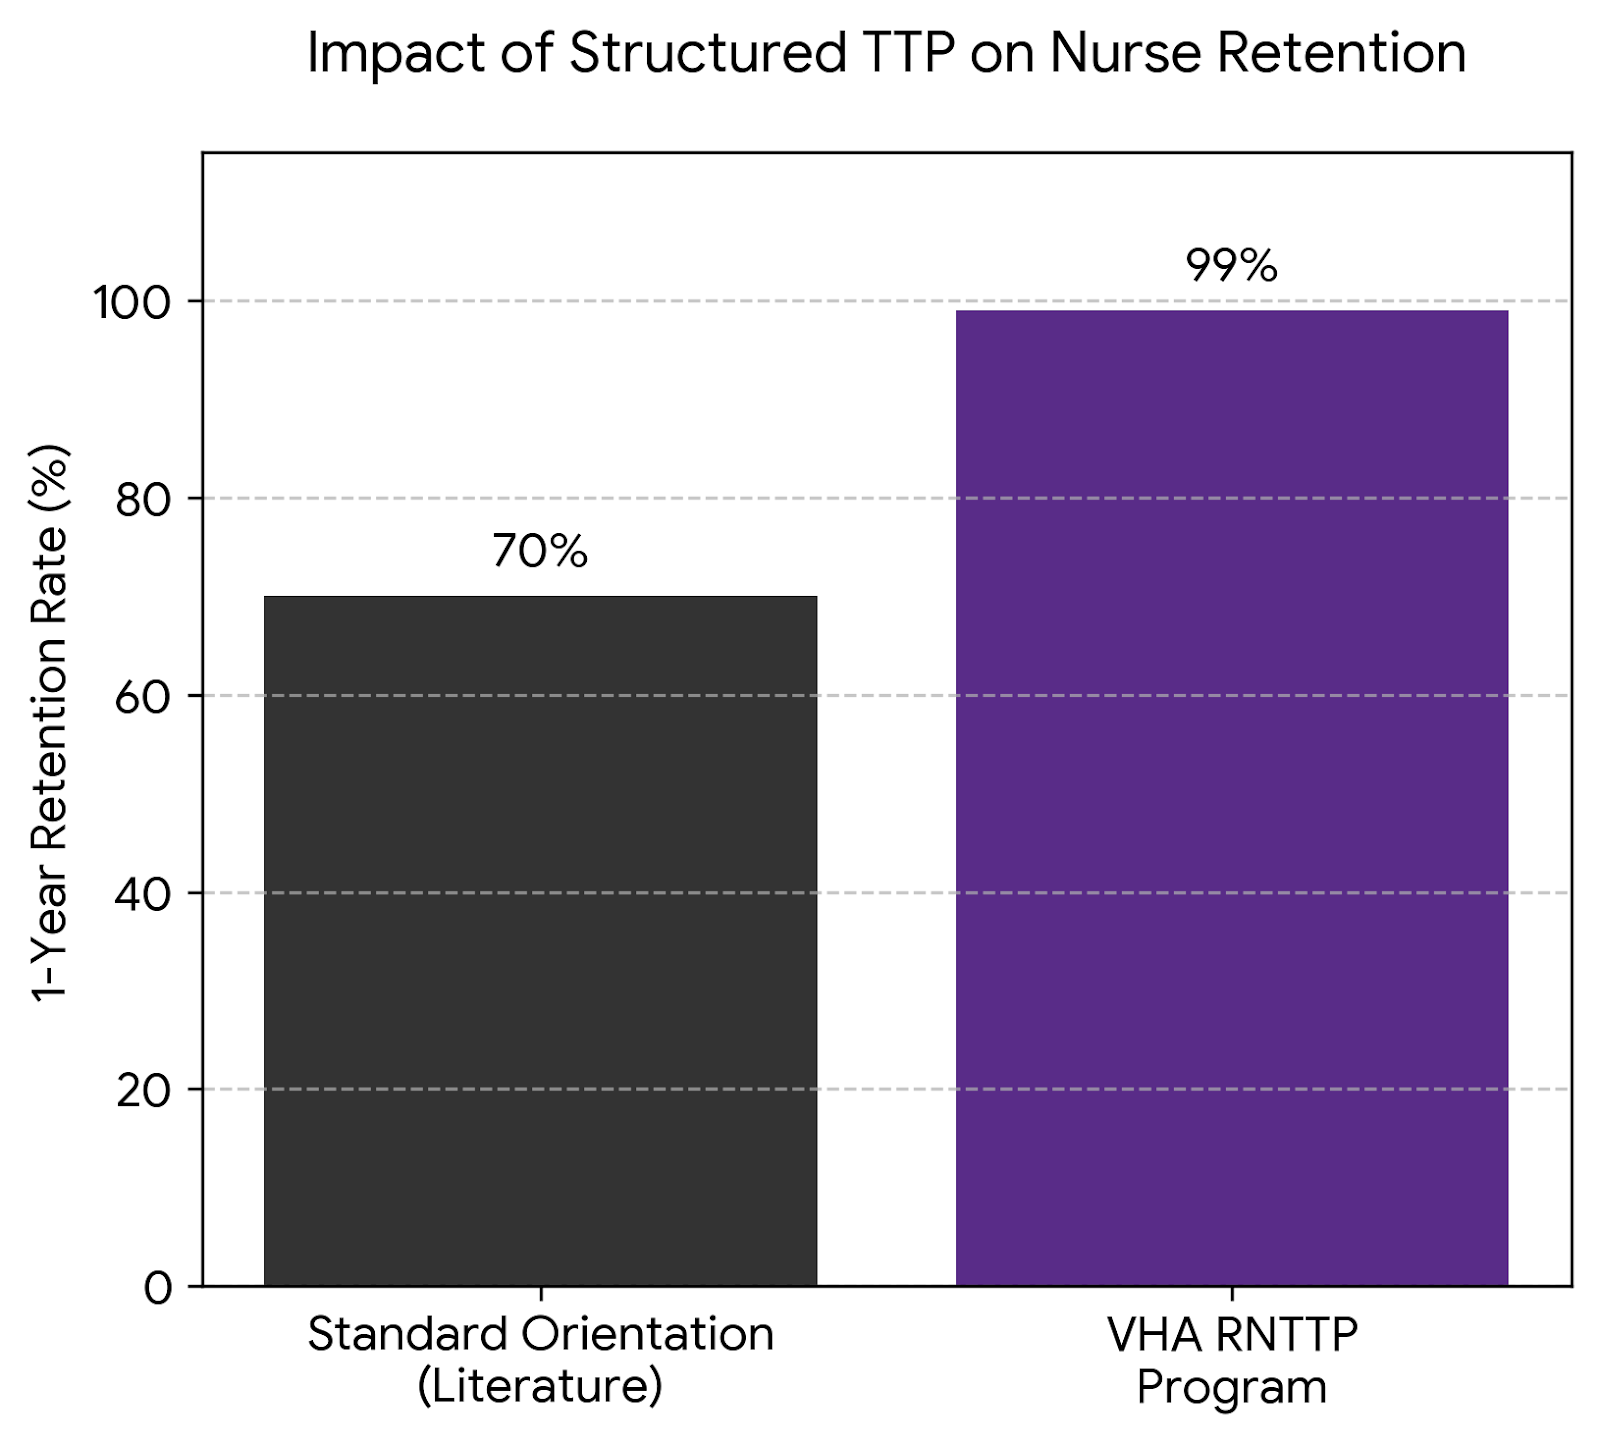 Impact of Structured TTP on Nurse Retention
1-Year Retention Rate (%)
100
80
60
40
20
0
70%
99%
Standard Orientation
(Literature)
VHA RNTTP
Program